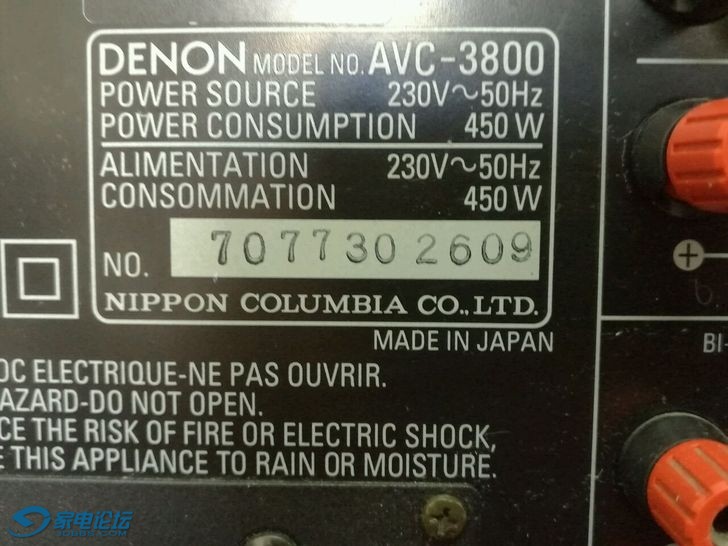 DENON MODEL NO. AVC-3800
POWER SOURCE 230V～50Hz
POWER CONSUMPTION 450 W
ALIMENTATION 230V～50Hz
CONSOMMATION 450 W
NO. 7077302609
NIPPON COLUMBIA CO.,LTD.
MADE IN JAPAN
OC ELECTRIQUE-NE PAS OUVRIR.
AZARD-DO NOT OPEN.
CE THE RISK OF FIRE OR ELECTRIC SHOCK,
E THIS APPLIANCE TO RAIN OR MOISTURE.
BI-
家电论坛